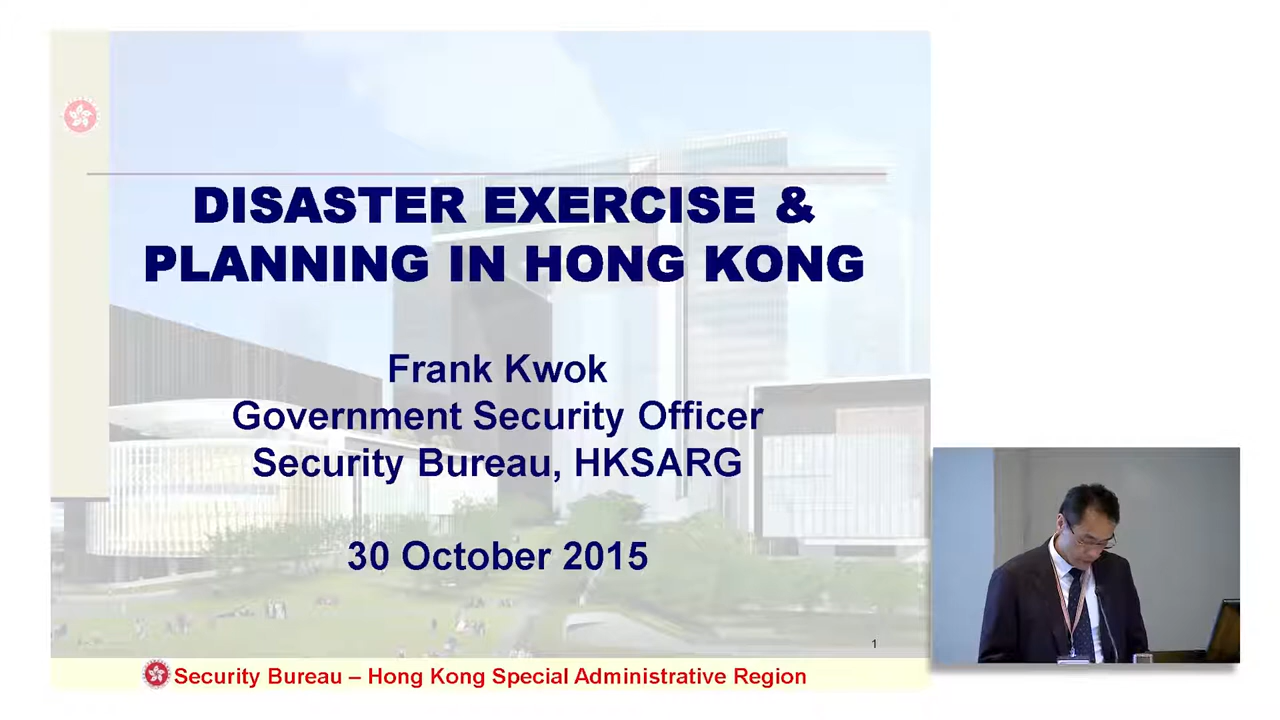 DISASTER EXERCISE &
PLANNING IN HONG KONG
Frank Kwok
Government Security Officer
Security Bureau, HKSARG
30 October 2015
1
Security Bureau – Hong Kong Special Administrative Region